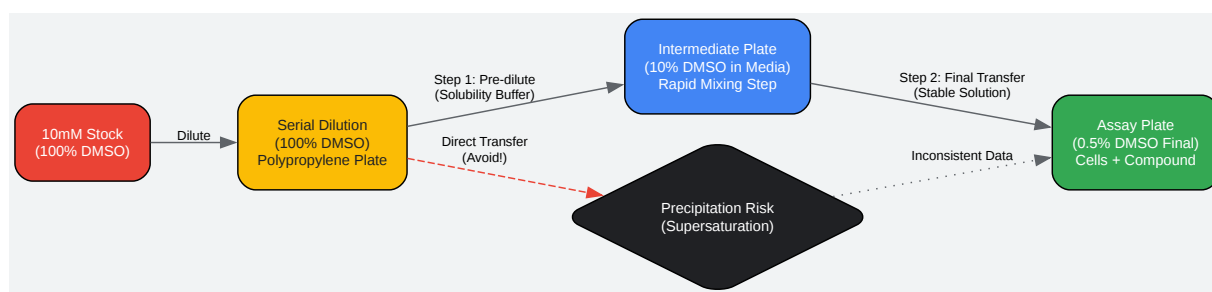 10mM Stock
(100% DMSO)
Dilute
Serial Dilution
(100% DMSO)
Polypropylene Plate
Step 1: Pre-dilute
(Solubility Buffer)
Direct Transfer
(Avoid!)
Intermediate Plate
(10% DMSO in Media)
Rapid Mixing Step
Precipitation Risk
(Supersaturation)
Step 2: Final Transfer
(Stable Solution)
Inconsistent Data
Assay Plate
(0.5% DMSO Final)
Cells + Compound